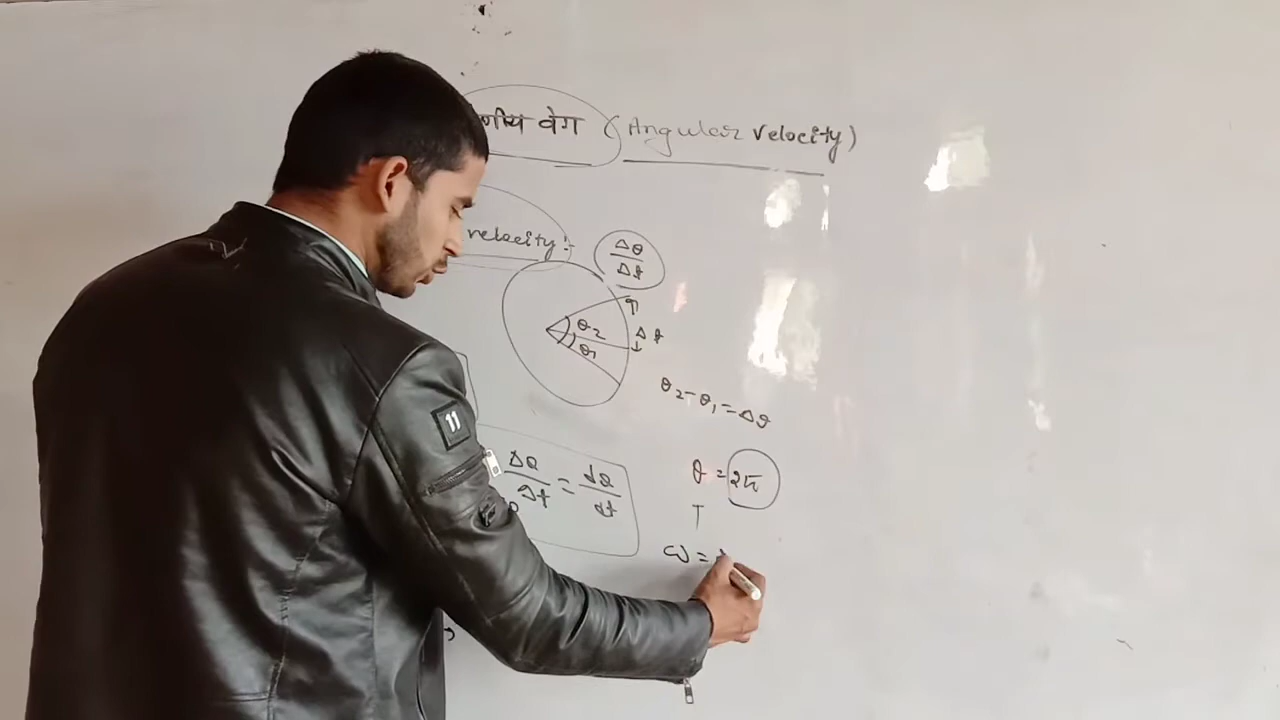 वेग (Angular velocity)
velocity :-
Δθ
Δt
θ2
Δt
θ1
θ2 - θ1 = Δθ
Δθ = dθ
Δt dt
θ = 2π
T
ω =
11